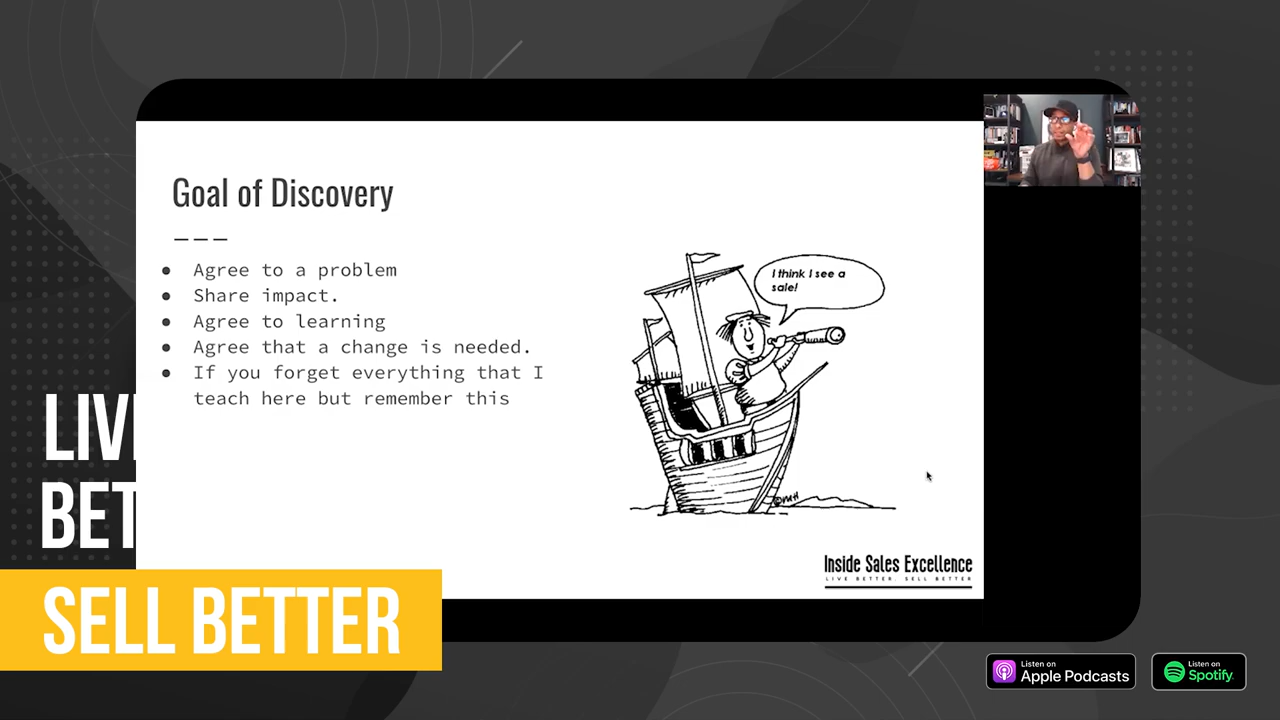 Goal of Discovery
Agree to a problem
Share impact.
Agree to learning
Agree that a change is needed.
If you forget everything that I
teach here but remember this
I think I see a
sale!
Inside Sales Excellence
LIVE BETTER. SELL BETTER
LIV
BET
SELL BETTER
Listen on
Apple Podcasts
Listen on
Spotify